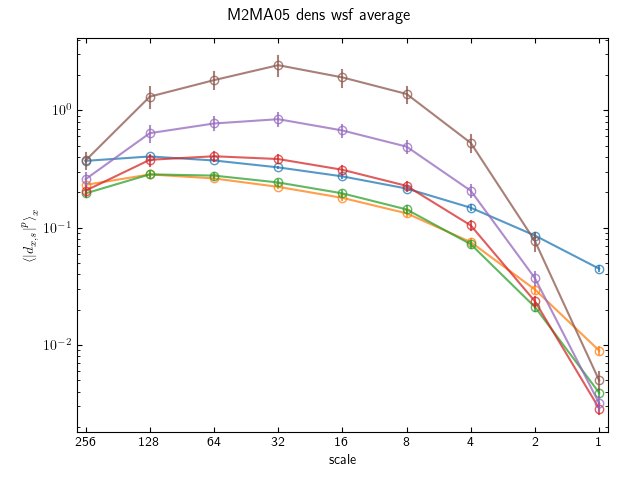 M2MA05 dens wsf average
10⁰
10⁻¹
10⁻²
⟨|d_{x,s}|^p⟩_x
256 128 64 32 16 8 4 2 1
scale